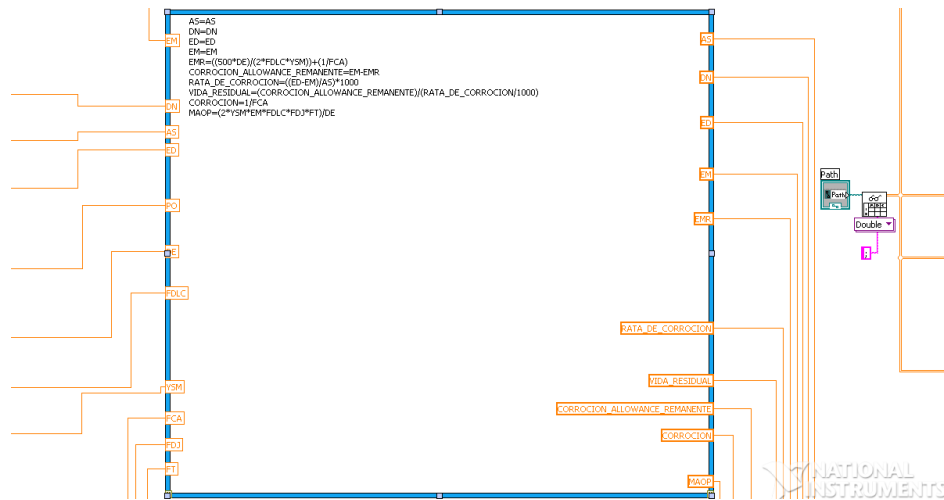 AS=AS
DN=DN
ED=ED
EM=EM
EMR=((500*DE)/(2*FDLC*YSM))+(1/FCA)
CORROCION_ALLOWANCE_REMANENTE=EM-EMR
RATA_DE_CORROCION=((ED-EM)/AS)*1000
VIDA_RESIDUAL=(CORROCION_ALLOWANCE_REMANENTE)/(RATA_DE_CORROCION/1000)
CORROCION=1/FCA
MAOP=(2*YSM*EM*FDLC*FDJ*FT)/DE
EM
DN
AS
ED
PO
FDLC
YSM
FCA
FDJ
FT
AS
DN
ED
EM
EMR
RATA_DE_CORROCION
VIDA_RESIDUAL
CORROCION_ALLOWANCE_REMANENTE
CORROCION
MAOP
Path
Path
Double
;
NATIONAL
INSTRUMENTS